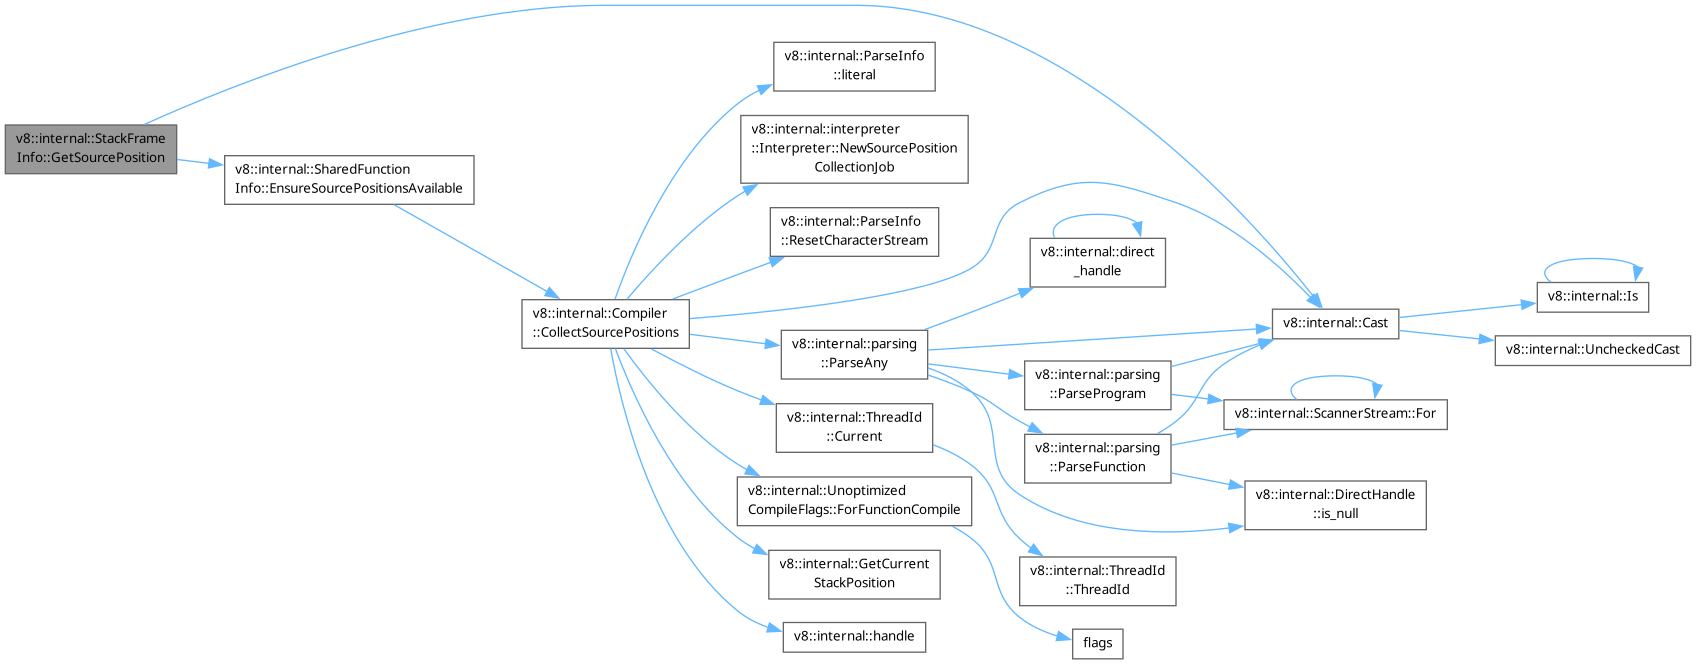 v8::internal::StackFrame
Info::GetSourcePosition
v8::internal::SharedFunction
Info::EnsureSourcePositionsAvailable
v8::internal::Compiler
::CollectSourcePositions
v8::internal::ParseInfo
::literal
v8::internal::interpreter
::Interpreter::NewSourcePosition
CollectionJob
v8::internal::ParseInfo
::ResetCharacterStream
v8::internal::parsing
::ParseAny
v8::internal::ThreadId
::Current
v8::internal::Unoptimized
CompileFlags::ForFunctionCompile
v8::internal::GetCurrent
StackPosition
v8::internal::handle
v8::internal::direct
_handle
v8::internal::parsing
::ParseProgram
v8::internal::parsing
::ParseFunction
v8::internal::ThreadId
::ThreadId
flags
v8::internal::Cast
v8::internal::ScannerStream::For
v8::internal::DirectHandle
::is_null
v8::internal::Is
v8::internal::UncheckedCast